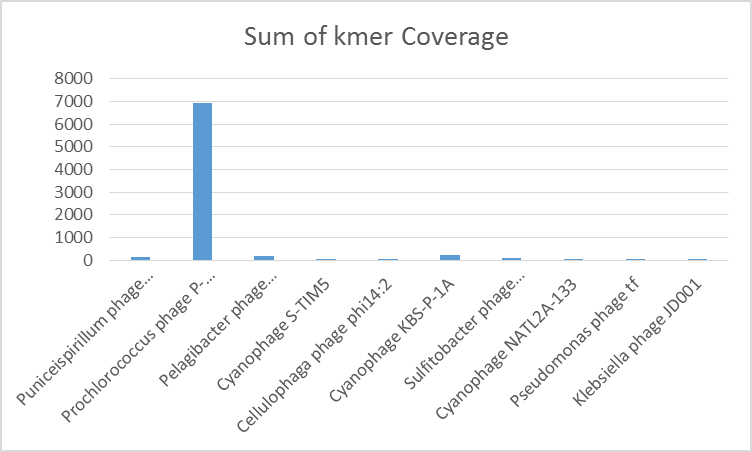 Sum of kmer Coverage
8000
7000
6000
5000
4000
3000
2000
1000
0
Puniceispirillum phage...
Prochlorococcus phage P-...
Pelagibacter phage...
Cyanophage S-TIM5
Cellulophaga phage phi14:2
Cyanophage KBS-P-1A
Sulfitobacter phage...
Cyanophage NATL2A-133
Pseudomonas phage tf
Klebsiella phage JD001